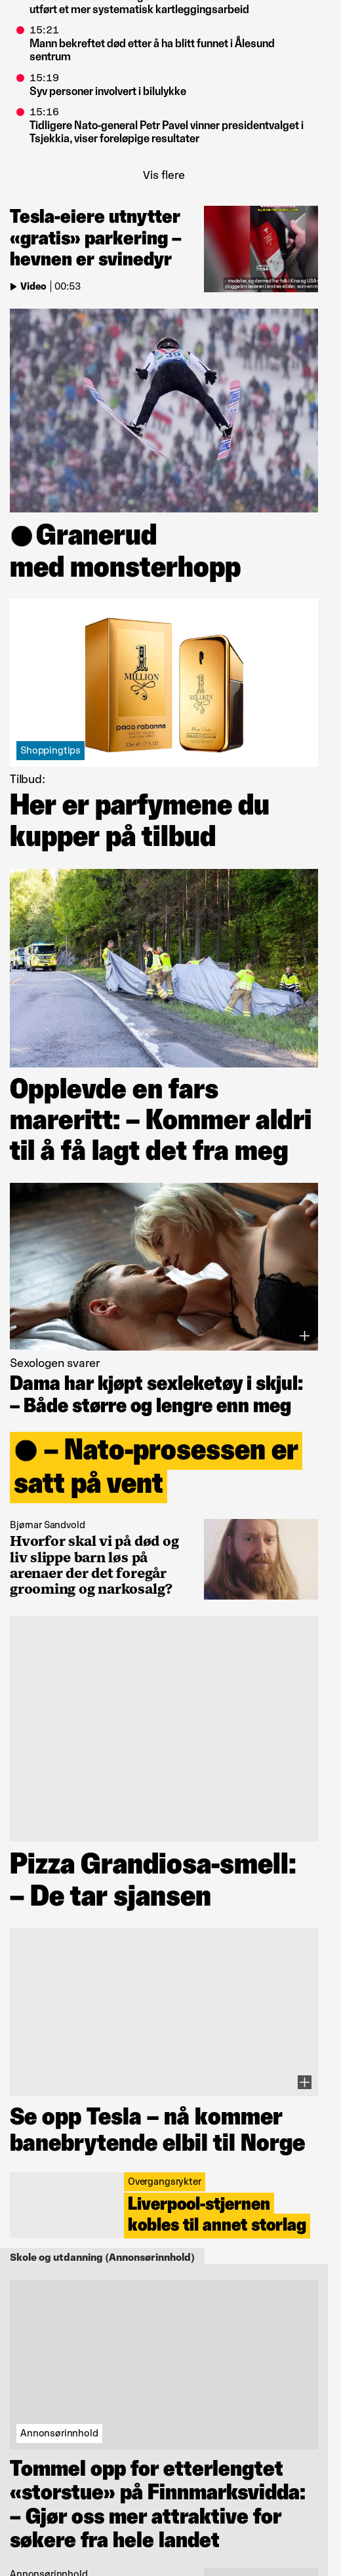 utført et mer systematisk kartleggingsarbeid
15:21
Mann bekreftet død etter å ha blitt funnet i Ålesund
sentrum
15:19
Syv personer involvert i bilulykke
15:16
Tidligere Nato-general Petr Pavel vinner presidentvalget i
Tsjekkia, viser foreløpige resultater
Vis flere
Tesla-eiere utnytter
«gratis» parkering –
hevnen er svinedyr
Video | 00:53
Granerud
med monsterhopp
1
MILLION
paco rabanne
1
MILLION
Shoppingtips
Tilbud:
Her er parfymene du
kupper på tilbud
Opplevde en fars
mareritt: – Kommer aldri
til å få lagt det fra meg
Sexologen svarer
Dama har kjøpt sexleketøy i skjul:
– Både større og lengre enn meg
– Nato-prosessen er
satt på vent
Bjørnar Sandvold
Hvorfor skal vi på død og
liv slippe barn løs på
arenaer der det foregår
grooming og narkosalg?
Pizza Grandiosa-smell:
– De tar sjansen
Se opp Tesla – nå kommer
banebrytende elbil til Norge
Overgangsrykter
Liverpool-stjernen
kobles til annet storlag
Skole og utdanning (Annonsørinnhold)
Annonsørinnhold
Tommel opp for etterlengtet
«storstue» på Finnmarksvidda:
– Gjør oss mer attraktive for
søkere fra hele landet
Annonsørinnhold